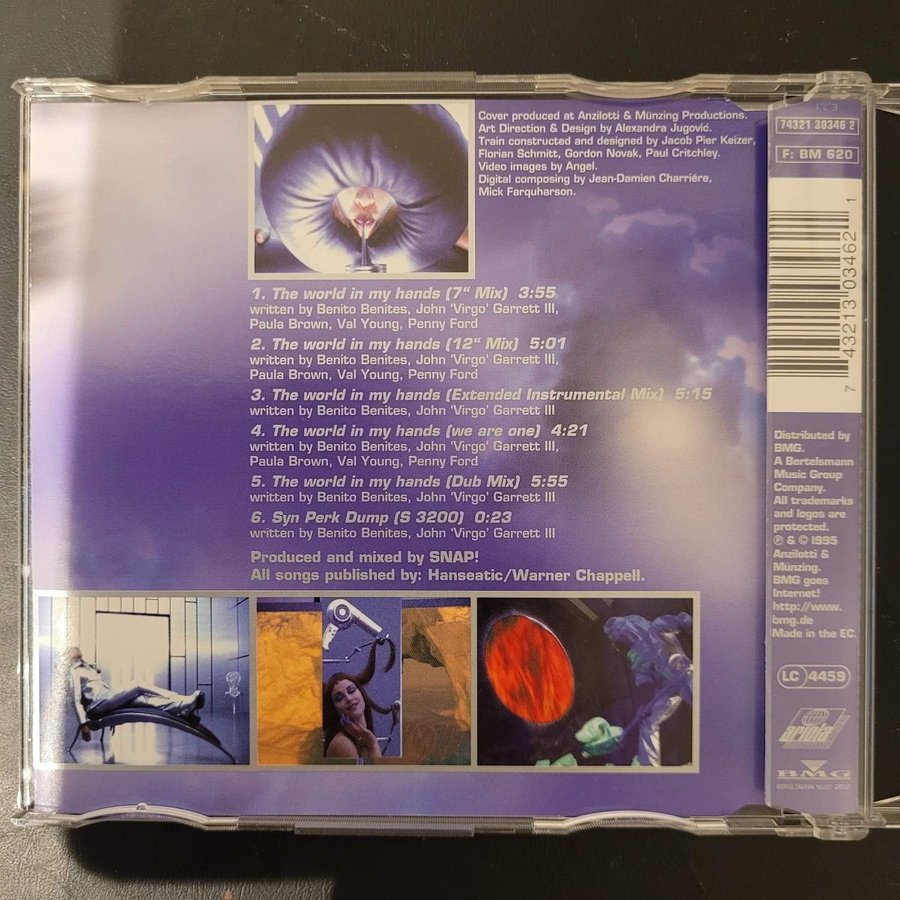 Cover produced at Anzilotti & Münzing Productions.
Art Direction & Design by Alexandra Jugović.
Train constructed and designed by Jacob Pier Keizer,
Florian Schmitt, Gordon Novak, Paul Critchley.
Video images by Angel.
Digital composing by Jean-Damien Charriére,
Mick Farquharson.
1. The world in my hands (7“ Mix) 3:55
written by Benito Benites, John ‘Virgo’ Garrett III,
Paula Brown, Val Young, Penny Ford
2. The world in my hands (12“ Mix) 5:01
written by Benito Benites, John ‘Virgo’ Garrett III,
Paula Brown, Val Young, Penny Ford
3. The world in my hands (Extended Instrumental Mix) 5:15
written by Benito Benites, John ‘Virgo’ Garrett III
4. The world in my hands (we are one) 4:21
written by Benito Benites, John ‘Virgo’ Garrett III,
Paula Brown, Val Young, Penny Ford
5. The world in my hands (Dub Mix) 5:55
written by Benito Benites, John ‘Virgo’ Garrett III
6. Syn Perk Dump (S 3200) 0:23
written by Benito Benites, John ‘Virgo’ Garrett III
Produced and mixed by SNAP!
All songs published by: Hanseatic/Warner Chappell.
74321 30346 2
F: BM 620
7 43213 03462 1
Distributed by
BMG.
A Bertelsmann
Music Group
Company.
All trademarks
and logos are
protected.
℗ & © 1995
Anzilotti &
Münzing.
BMG goes
Internet!
http://www.
bmg.de
Made in the EC.
LC 4459
ariola
BMG
BERTELSMANN MUSIC GROUP